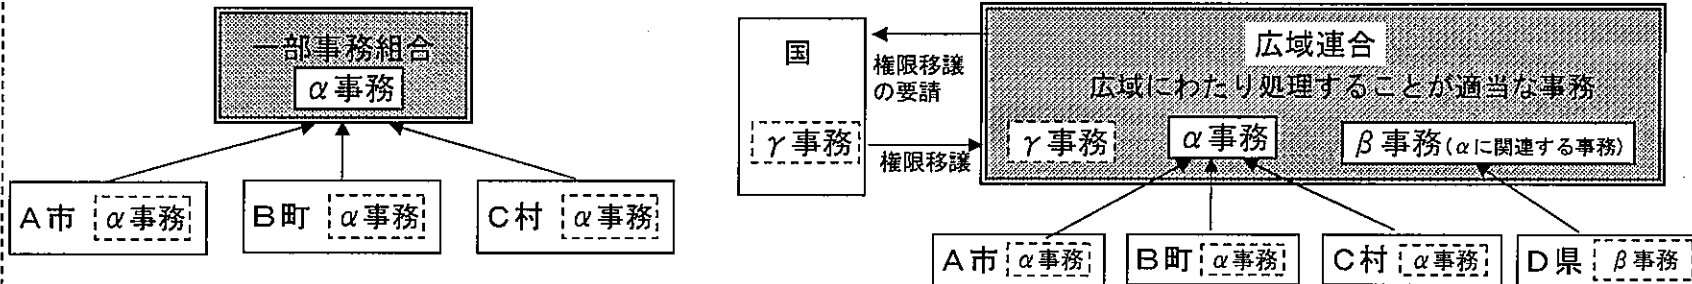 一部事務組合
α事務
A市 α事務
B町 α事務
C村 α事務
国
γ事務
権限移譲
の要請
権限移譲
広域連合
広域にわたり処理することが適当な事務
γ事務
α事務
β事務(αに関連する事務)
A市 α事務
B町 α事務
C村 α事務
D県 β事務